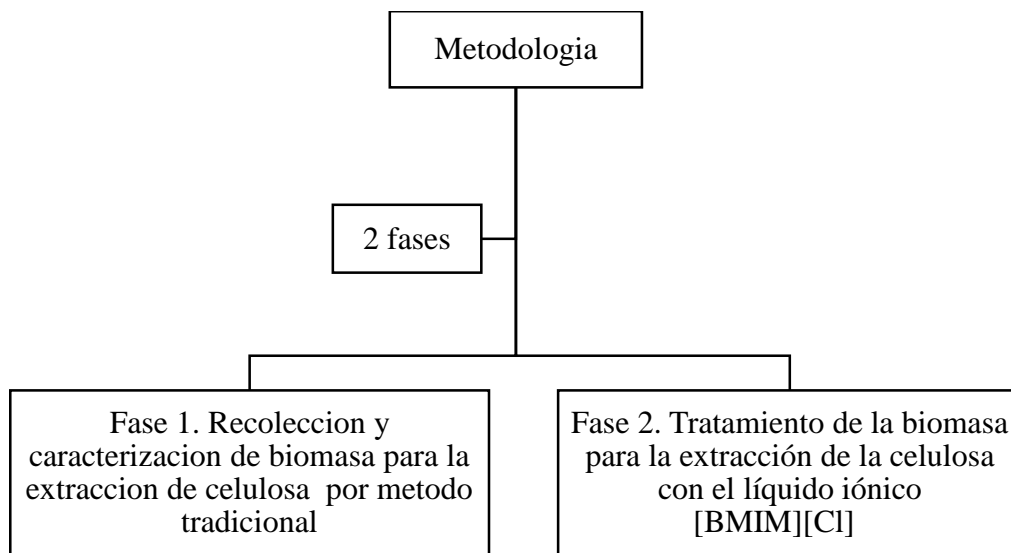 Metodologia
2 fases
Fase 1. Recoleccion y
caracterizacion de biomasa para la
extraccion de celulosa  por metodo
tradicional
Fase 2. Tratamiento de la biomasa
para la extracción de la celulosa
con el líquido iónico
[BMIM][Cl]